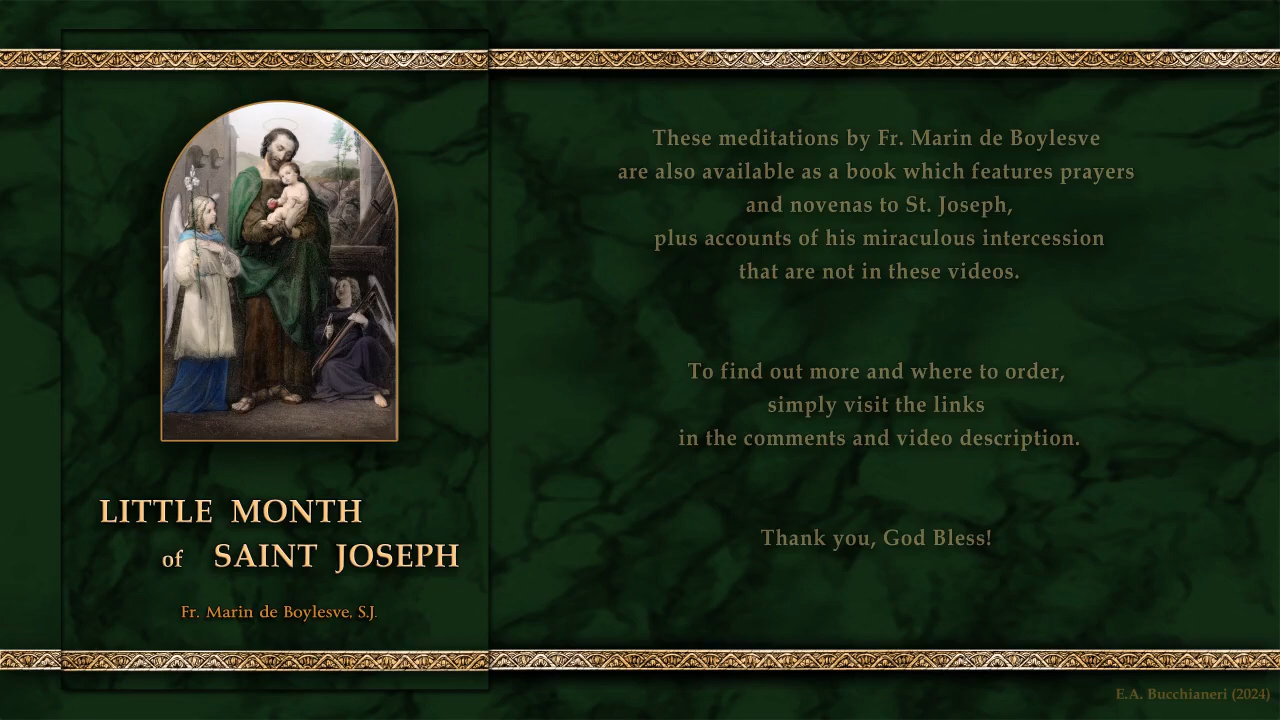 LITTLE MONTH
of SAINT JOSEPH
Fr. Marin de Boylesve, S.J.
These meditations by Fr. Marin de Boylesve
are also available as a book which features prayers
and novenas to St. Joseph,
plus accounts of his miraculous intercession
that are not in these videos.
To find out more and where to order,
simply visit the links
in the comments and video description.
Thank you, God Bless!
E.A. Bucchianeri (2024)